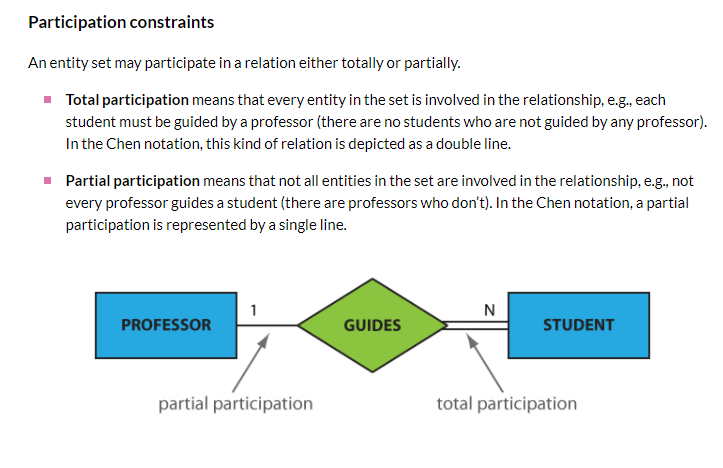 Participation constraints
An entity set may participate in a relation either totally or partially.
Total participation means that every entity in the set is involved in the relationship, e.g., each
student must be guided by a professor (there are no students who are not guided by any professor).
In the Chen notation, this kind of relation is depicted as a double line.
Partial participation means that not all entities in the set are involved in the relationship, e.g., not
every professor guides a student (there are professors who don't). In the Chen notation, a partial
participation is represented by a single line.
1
N
PROFESSOR
GUIDES
STUDENT
partial participation
total participation